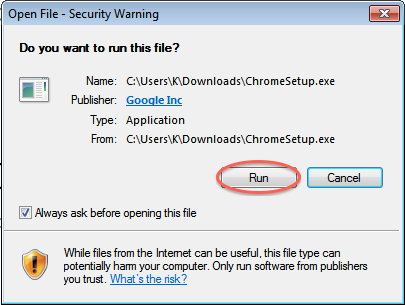 Open File - Security Warning
Do you want to run this file?
Name: C:\Users\K\Downloads\ChromeSetup.exe
Publisher: Google Inc
Type: Application
From: C:\Users\K\Downloads\ChromeSetup.exe
Run Cancel
Always ask before opening this file
While files from the Internet can be useful, this file type can
potentially harm your computer. Only run software from publishers
you trust. What's the risk?